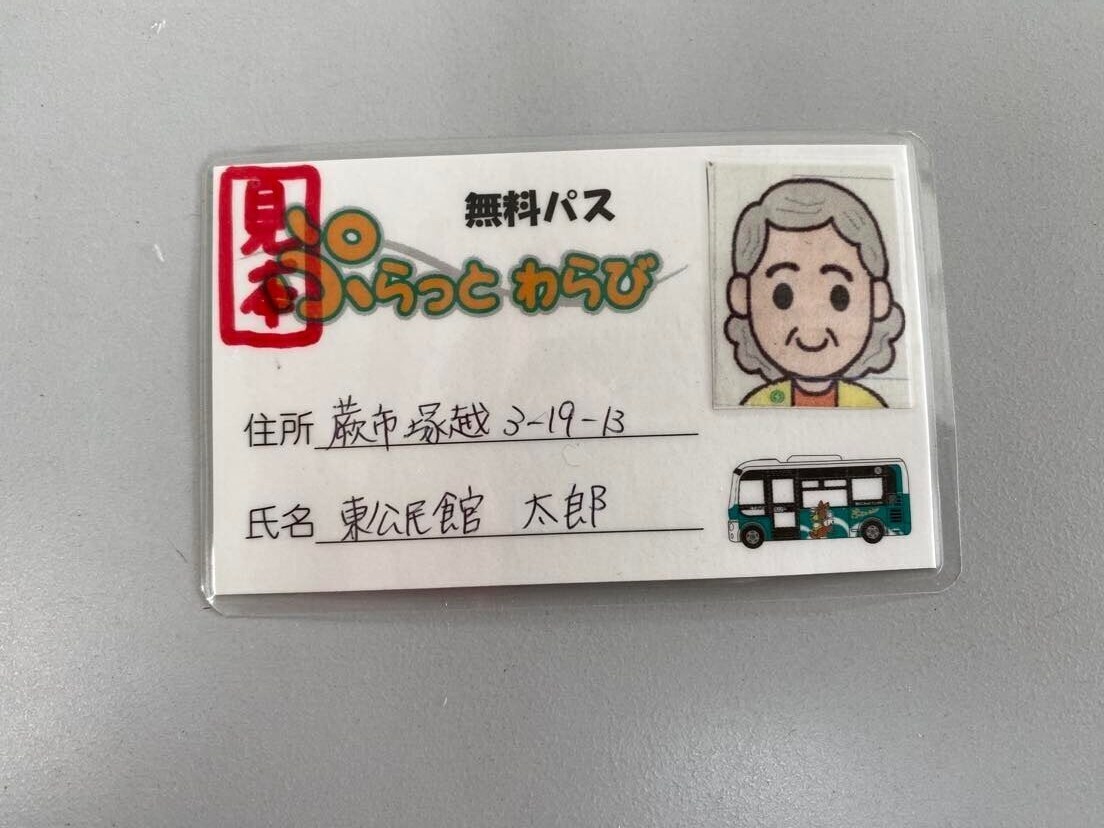 見本
無料パス
ぷらっと わらび
住所 蕨市塚越 3-19-13
氏名 東公民館 太郎